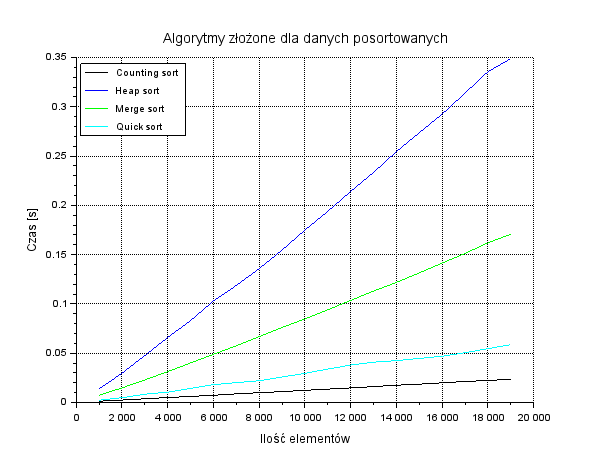 Algorytmy złożone dla danych posortowanych
0.35
0.3
0.25
0.2
0.15
0.1
0.05
0
Counting sort
Heap sort
Merge sort
Quick sort
Czas [s]
0 2 000 4 000 6 000 8 000 10 000 12 000 14 000 16 000 18 000 20 000
Ilość elementów